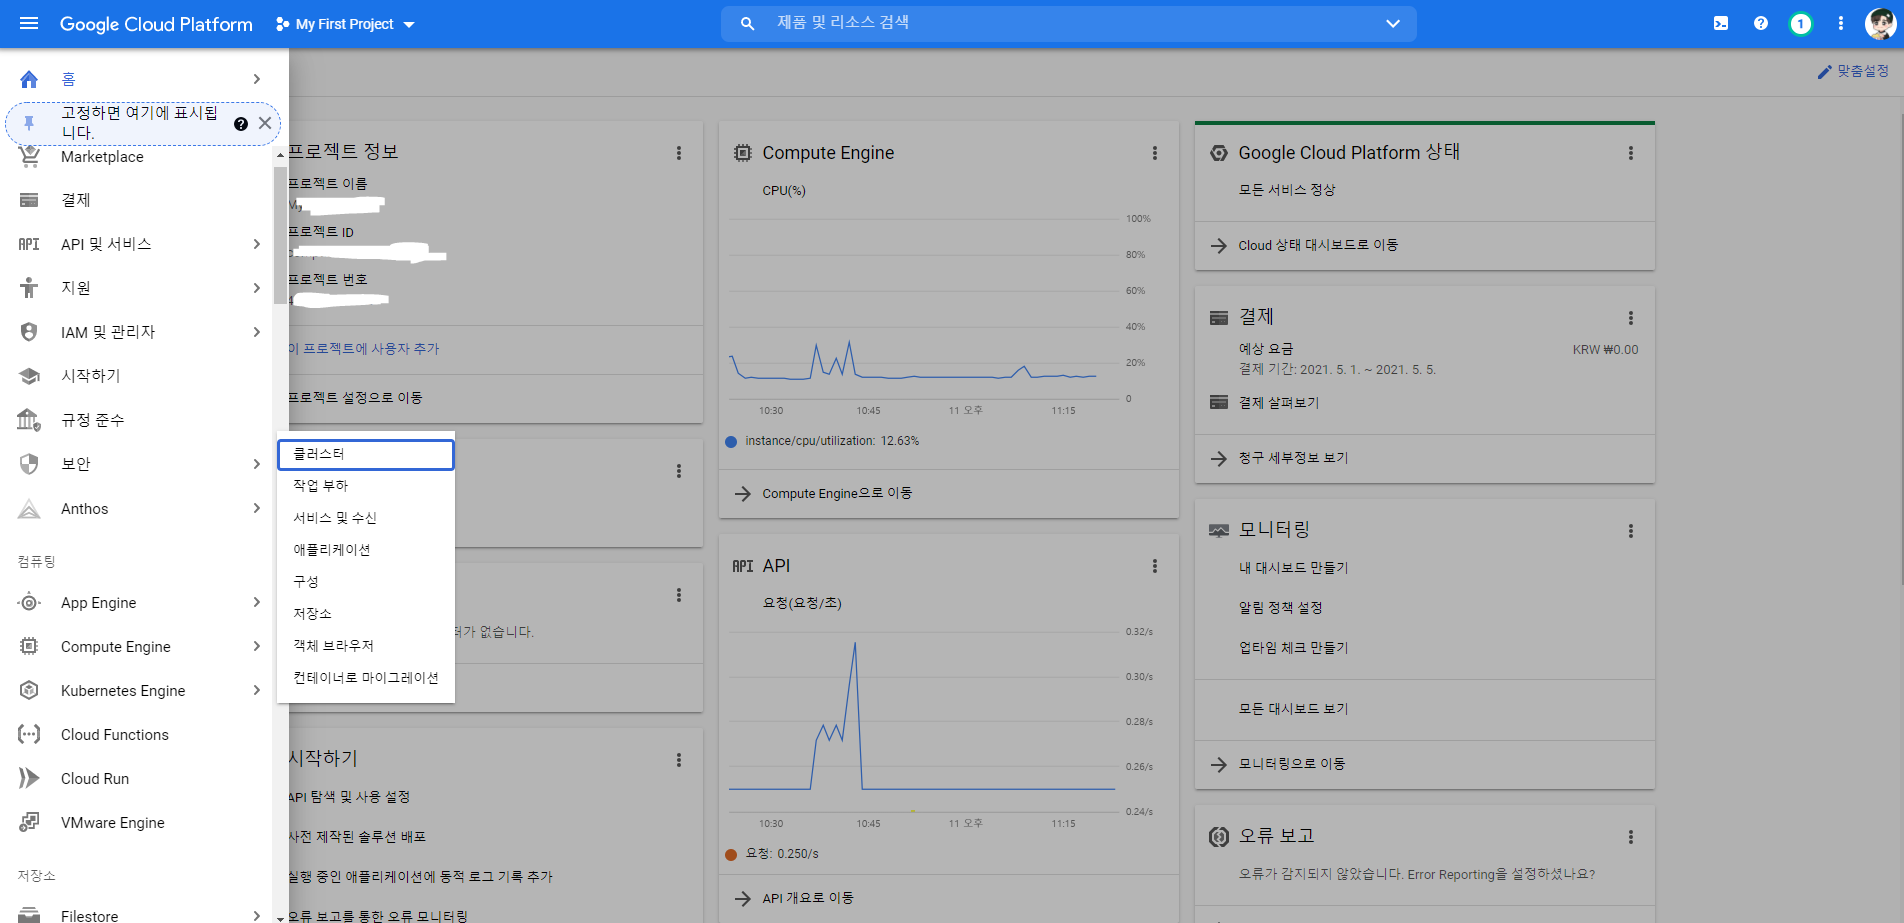 Google Cloud Platform
My First Project
제품 및 리소스 검색
1
홈
고정하면 여기에 표시됩
니다.
Marketplace
결제
API 및 서비스
지원
IAM 및 관리자
시작하기
규정 준수
보안
Anthos
컴퓨팅
App Engine
Compute Engine
Kubernetes Engine
Cloud Functions
Cloud Run
VMware Engine
저장소
Filestore
클러스터
작업 부하
서비스 및 수신
애플리케이션
구성
저장소
객체 브라우저
컨테이너로 마이그레이션
맞춤설정
프로젝트 정보
프로젝트 이름
프로젝트 ID
프로젝트 번호
이 프로젝트에 사용자 추가
프로젝트 설정으로 이동
터가 없습니다.
시작하기
API 탐색 및 사용 설정
사전 제작된 솔루션 배포
실행 중인 애플리케이션에 동적 로그 기록 추가
오류 보고를 통한 오류 모니터링
Compute Engine
CPU(%)
100%
80%
60%
40%
20%
0
10:30 10:45 11 오후 11:15
instance/cpu/utilization: 12.63%
Compute Engine으로 이동
API API
요청(요청/초)
0.32/s
0.30/s
0.28/s
0.26/s
0.24/s
10:30 10:45 11 오후 11:15
요청: 0.250/s
API 개요로 이동
Google Cloud Platform 상태
모든 서비스 정상
Cloud 상태 대시보드로 이동
결제
예상 요금 KRW ₩0.00
결제 기간: 2021. 5. 1. ~ 2021. 5. 5.
결제 살펴보기
청구 세부정보 보기
모니터링
내 대시보드 만들기
알림 정책 설정
업타임 체크 만들기
모든 대시보드 보기
모니터링으로 이동
오류 보고
오류가 감지되지 않았습니다. Error Reporting을 설정하셨나요?